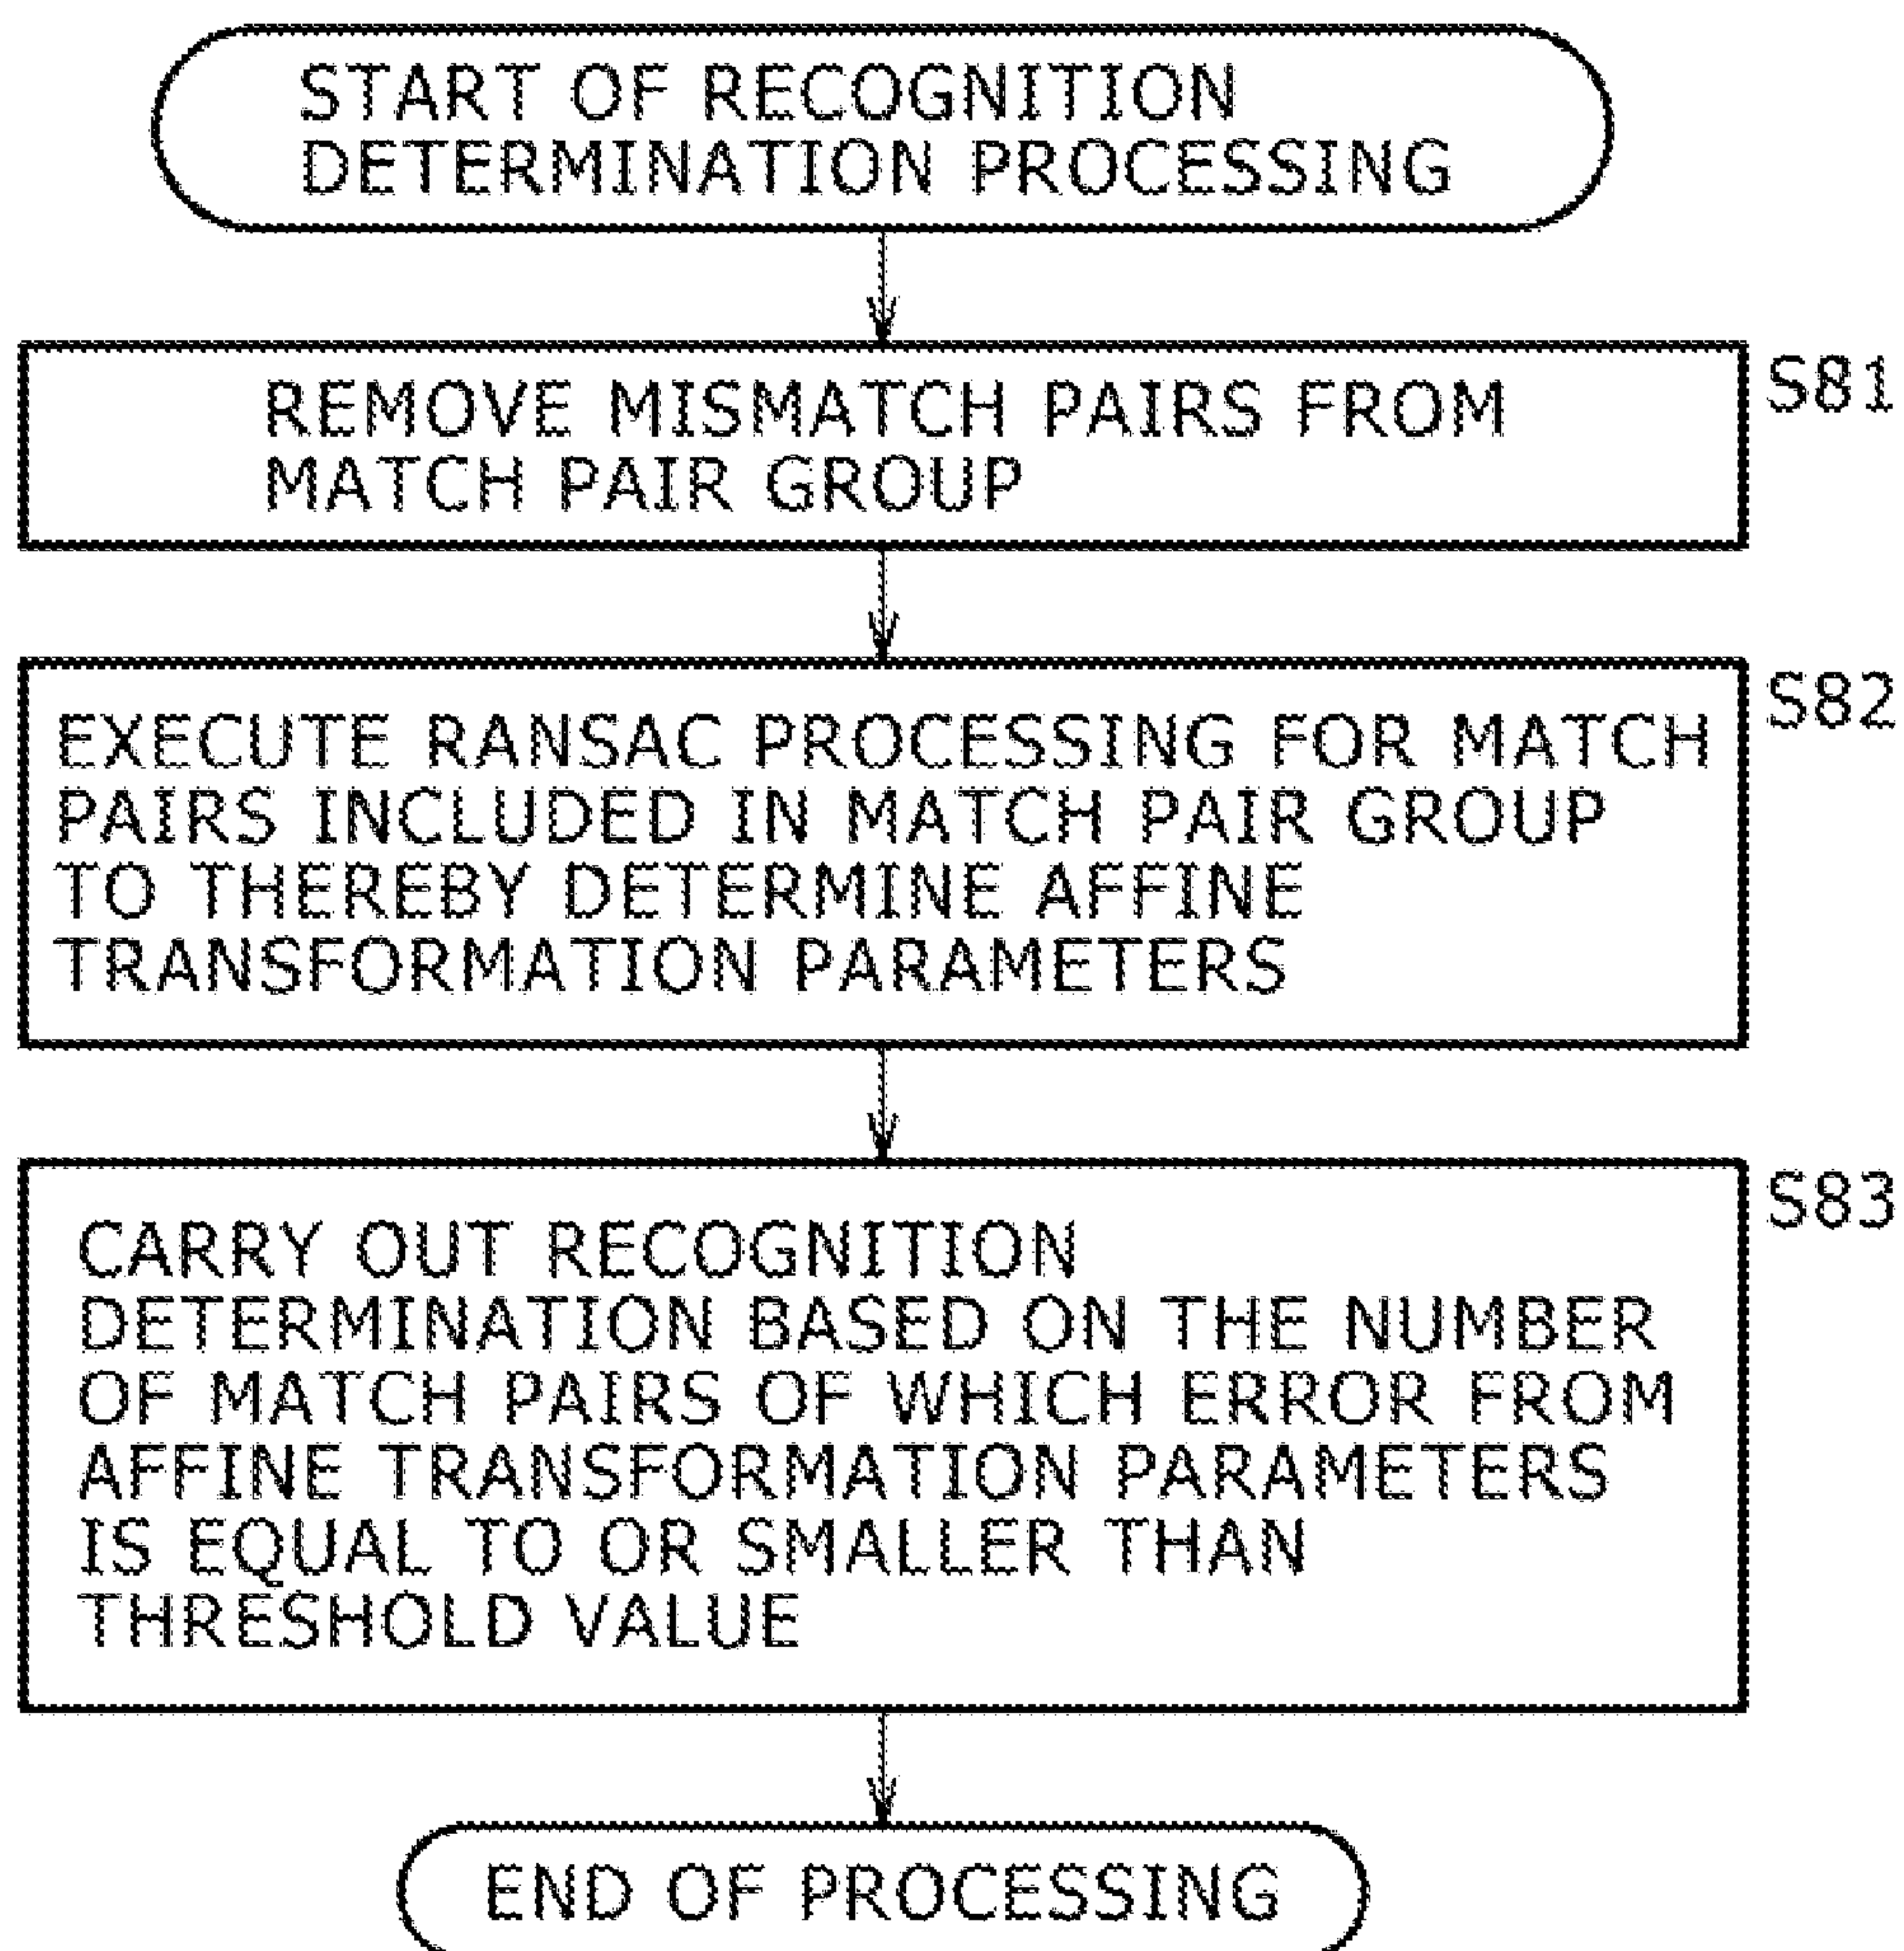 START OF RECOGNITION
DETERMINATION PROCESSING
REMOVE MISMATCH PAIRS FROM
MATCH PAIR GROUP
S81
EXECUTE RANSAC PROCESSING FOR MATCH
PAIRS INCLUDED IN MATCH PAIR GROUP
TO THEREBY DETERMINE AFFINE
TRANSFORMATION PARAMETERS
S82
CARRY OUT RECOGNITION
DETERMINATION BASED ON THE NUMBER
OF MATCH PAIRS OF WHICH ERROR FROM
AFFINE TRANSFORMATION PARAMETERS
IS EQUAL TO OR SMALLER THAN
THRESHOLD VALUE
S83
END OF PROCESSING